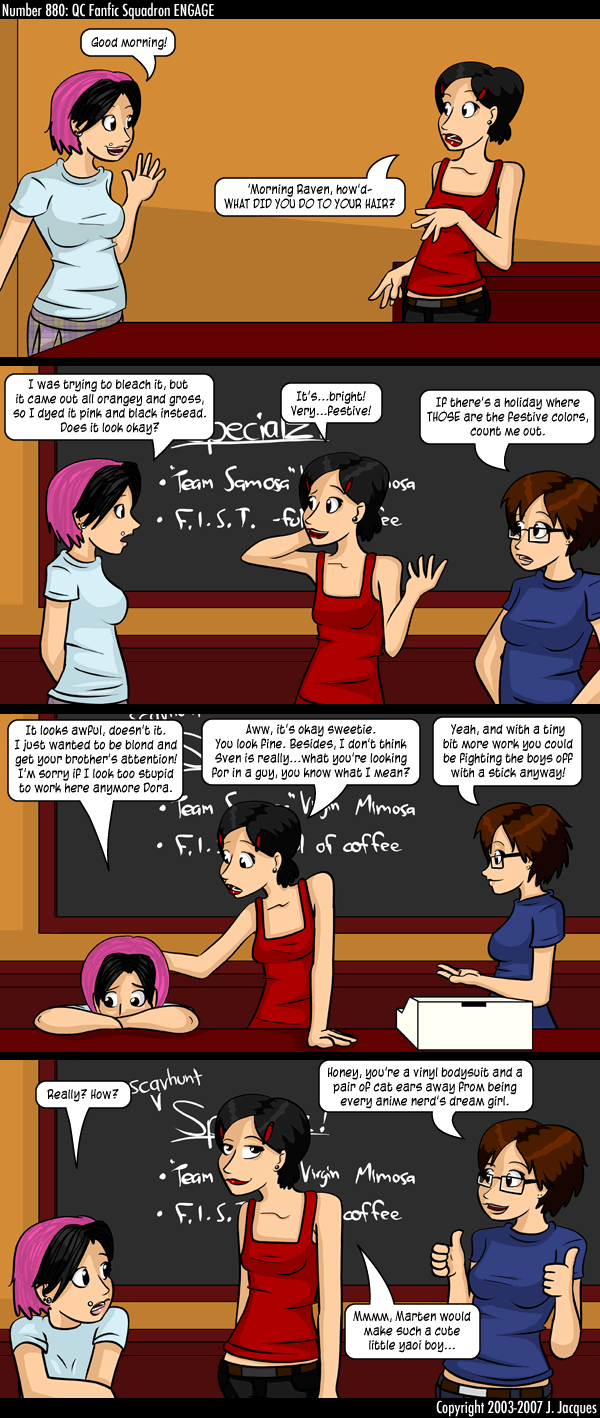 Number 880: QC Fanfic Squadron ENGAGE
Good morning!
'Morning Raven, how'd-
WHAT DID YOU DO TO YOUR HAIR?
I was trying to bleach it, but
it came out all orangey and gross,
so I dyed it pink and black instead.
Does it look okay?
It's...bright!
Very...festive!
If there's a holiday where
THOSE are the festive colors,
count me out.
Specialz!
• "Team Samosa"
• F.I.S.T. -
It looks awful, doesn't it.
I just wanted to be blond and
get your brother's attention!
I'm sorry if I look too stupid
to work here anymore Dora.
Aww, it's okay sweetie.
You look fine. Besides, I don't think
Sven is really...what you're looking
for in a guy, you know what I mean?
Yeah, and with a tiny
bit more work you could
be fighting the boys off
with a stick anyway!
• "Team Virgin Mimosa
• F.I. of coffee
Really? How?
Honey, you're a vinyl bodysuit and a
pair of cat ears away from being
every anime nerd's dream girl.
scavhunt
• "Team Virgin Mimosa
• F.I.S. coffee
Mmmm, Marten would
make such a cute
little yaoi boy...
Copyright 2003-2007 J. Jacques